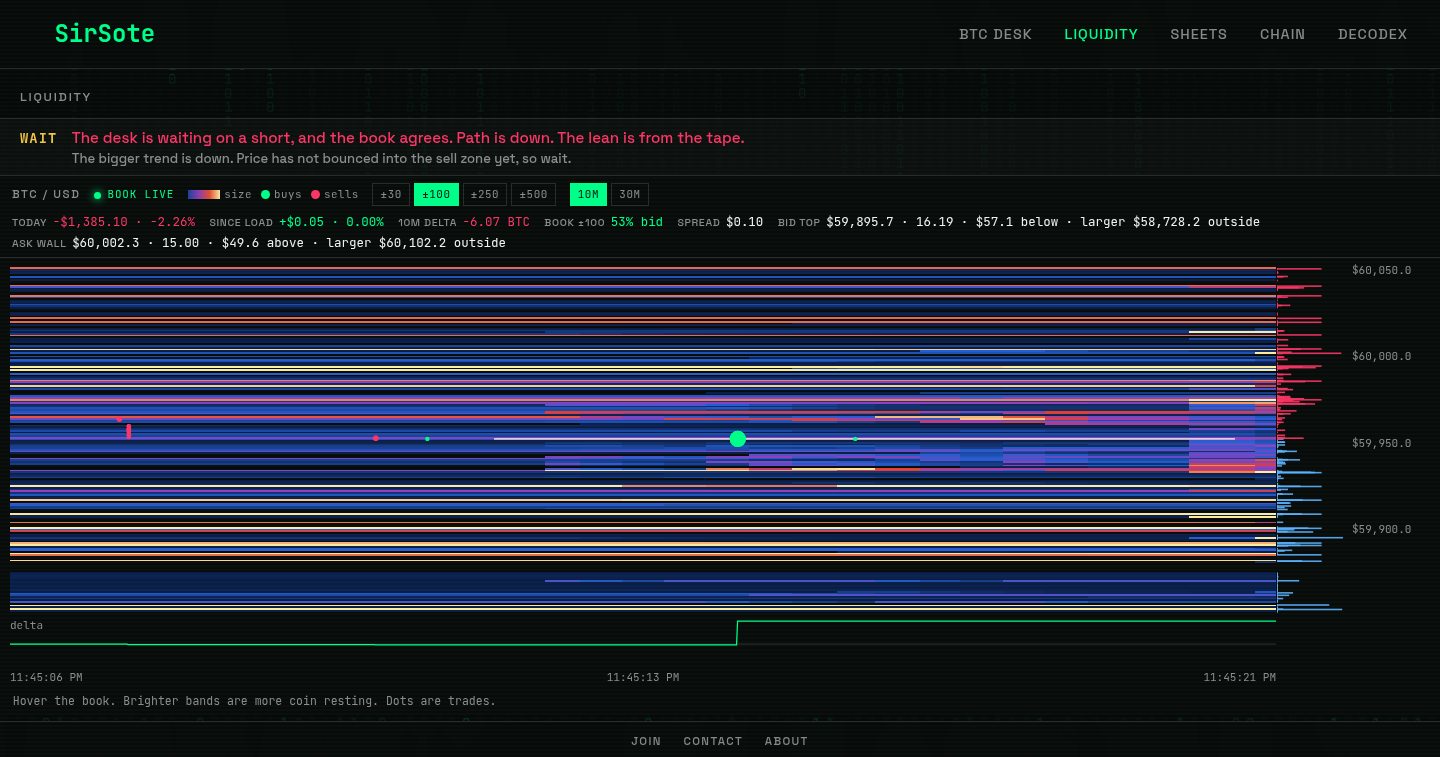 SirSote
BTC DESK LIQUIDITY SHEETS CHAIN DECODEX
LIQUIDITY
WAIT The desk is waiting on a short, and the book agrees. Path is down. The lean is from the tape.
The bigger trend is down. Price has not bounced into the sell zone yet, so wait.
BTC / USD BOOK LIVE size buys sells ±30 ±100 ±250 ±500 10M 30M
TODAY -$1,385.10 · -2.26% SINCE LOAD +$0.05 · 0.00% 10M DELTA -6.07 BTC BOOK ±100 53% bid SPREAD $0.10 BID TOP $59,895.7 · 16.19 · $57.1 below · larger $58,728.2 outside
ASK WALL $60,002.3 · 15.00 · $49.6 above · larger $60,102.2 outside
$60,050.0
$60,000.0
$59,950.0
$59,900.0
delta
11:45:06 PM 11:45:13 PM 11:45:21 PM
Hover the book. Brighter bands are more coin resting. Dots are trades.
JOIN CONTACT ABOUT